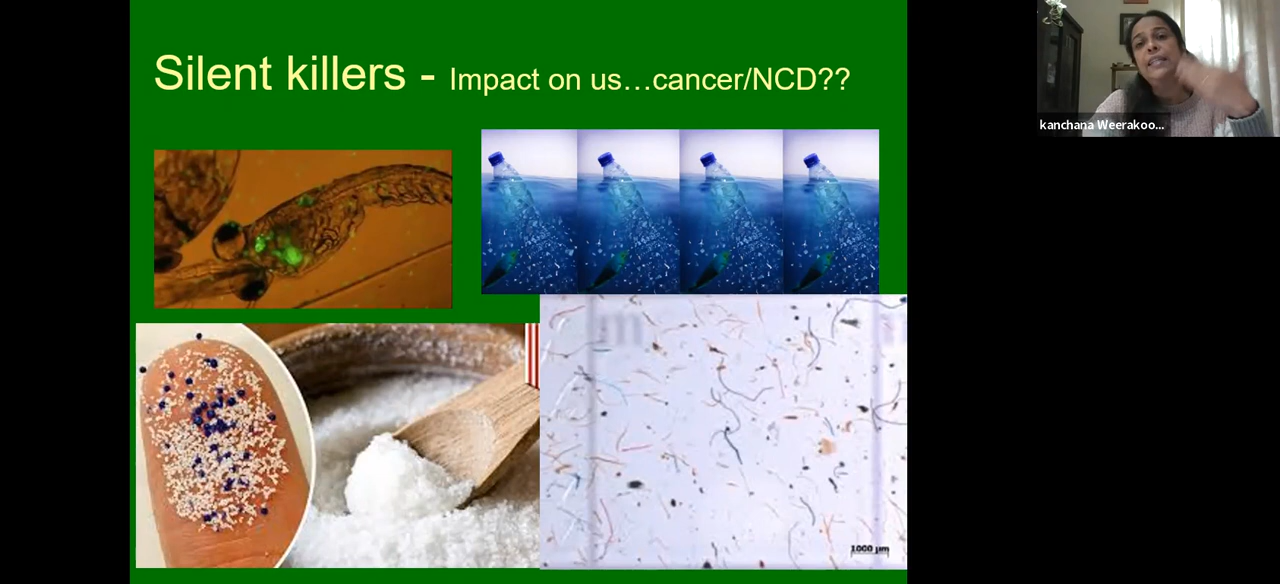 Silent killers - Impact on us…cancer/NCD??
kanchana Weerakoo...
1000 µm